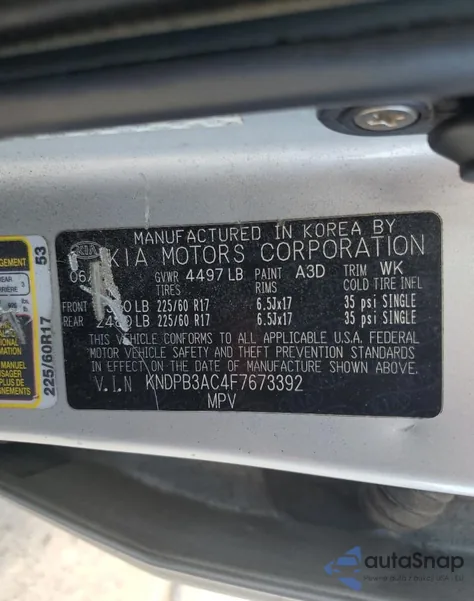 MANUFACTURED IN KOREA BY
KIA MOTORS CORPORATION
GVWR 4497 LB PAINT A3D TRIM WK
TIRES RIMS COLD TIRE INFL
FRONT LB 225/60 R17 6.5Jx17 35 psi SINGLE
REAR LB 225/60 R17 6.5Jx17 35 psi SINGLE
THIS VEHICLE CONFORMS TO ALL APPLICABLE U.S.A. FEDERAL
MOTOR VEHICLE SAFETY AND THEFT PREVENTION STANDARDS
IN EFFECT ON THE DATE OF MANUFACTURE SHOWN ABOVE.
V.I.N KNDPB3AC4F7673392
MPV
53
225/60R17
autoSnap